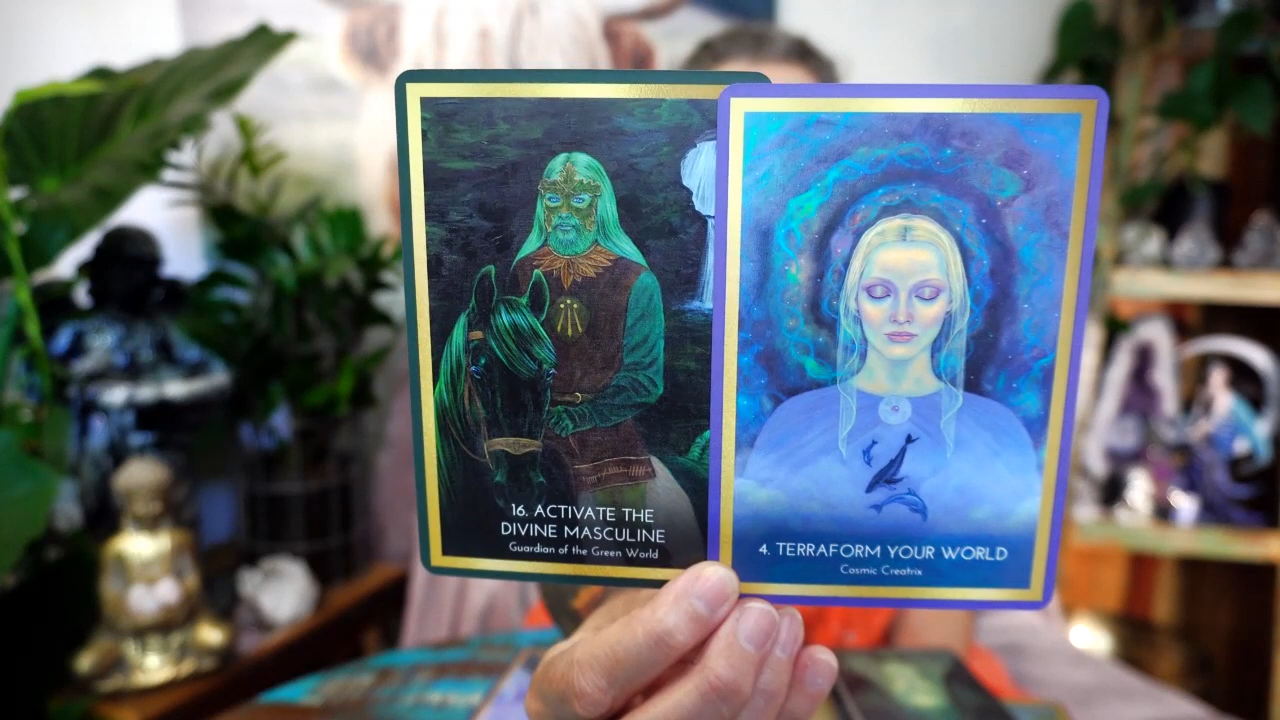 16. ACTIVATE THE
DIVINE MASCULINE
Guardian of the Green World
4. TERRAFORM YOUR WORLD
Cosmic Creatrix